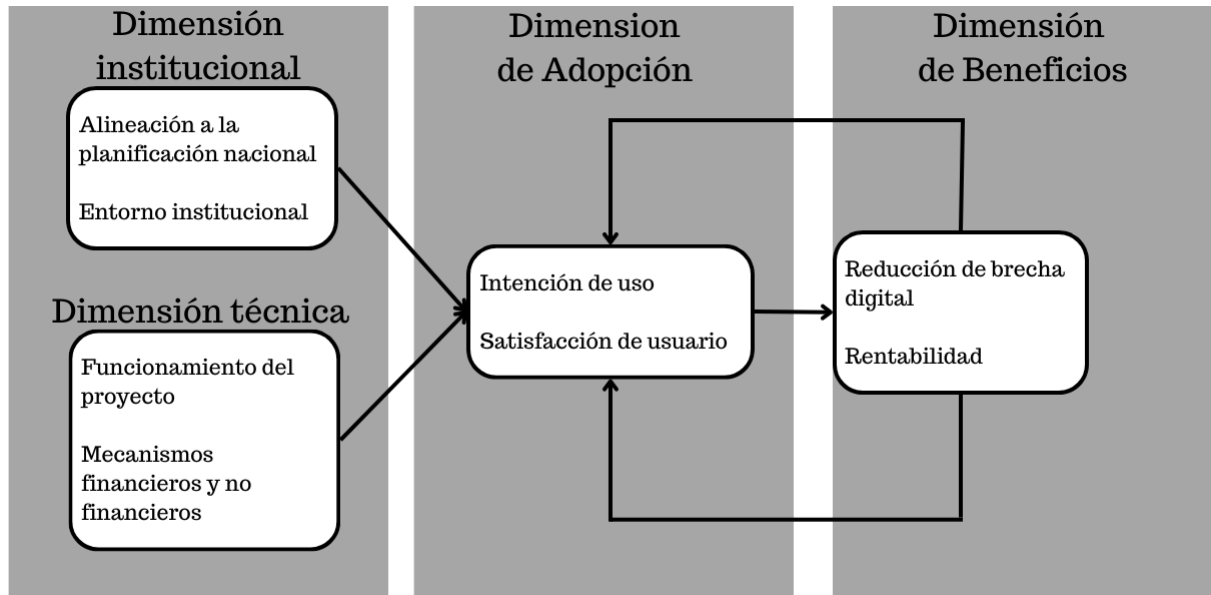 Dimensión
institucional
Alineación a la
planificación nacional
Entorno institucional
Dimensión técnica
Funcionamiento del
proyecto
Mecanismos
financieros y no
financieros
Dimension
de Adopción
Intención de uso
Satisfacción de usuario
Dimensión
de Beneficios
Reducción de brecha
digital
Rentabilidad